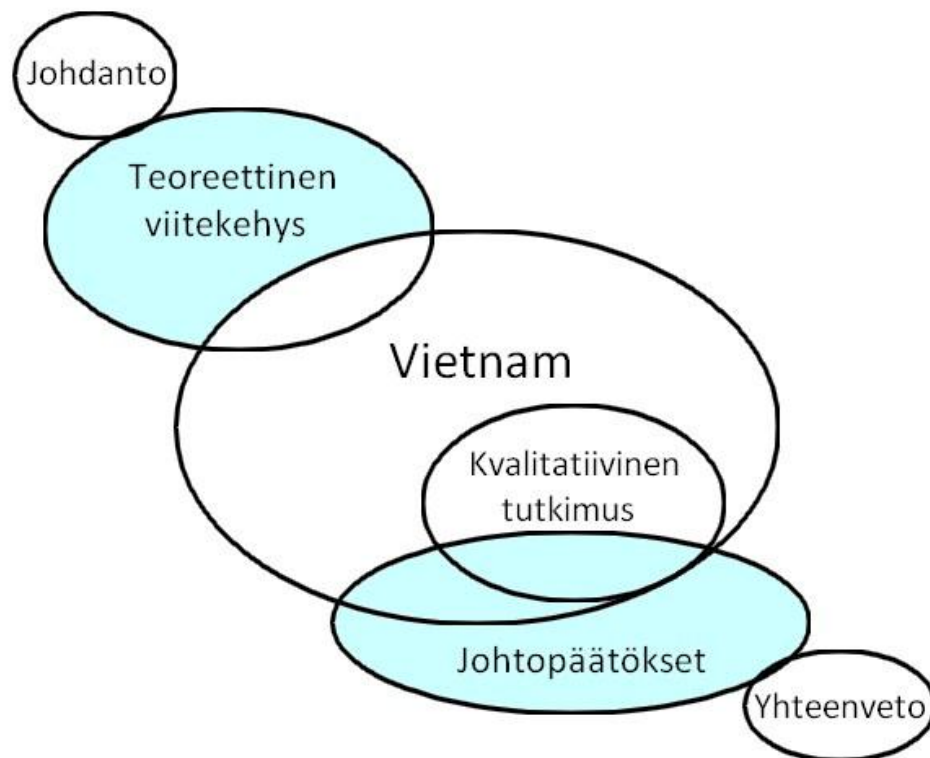 Johdanto
Teoreettinen
viitekehys
Vietnam
Kvalitatiivinen
tutkimus
Johtopäätökset
Yhteenveto